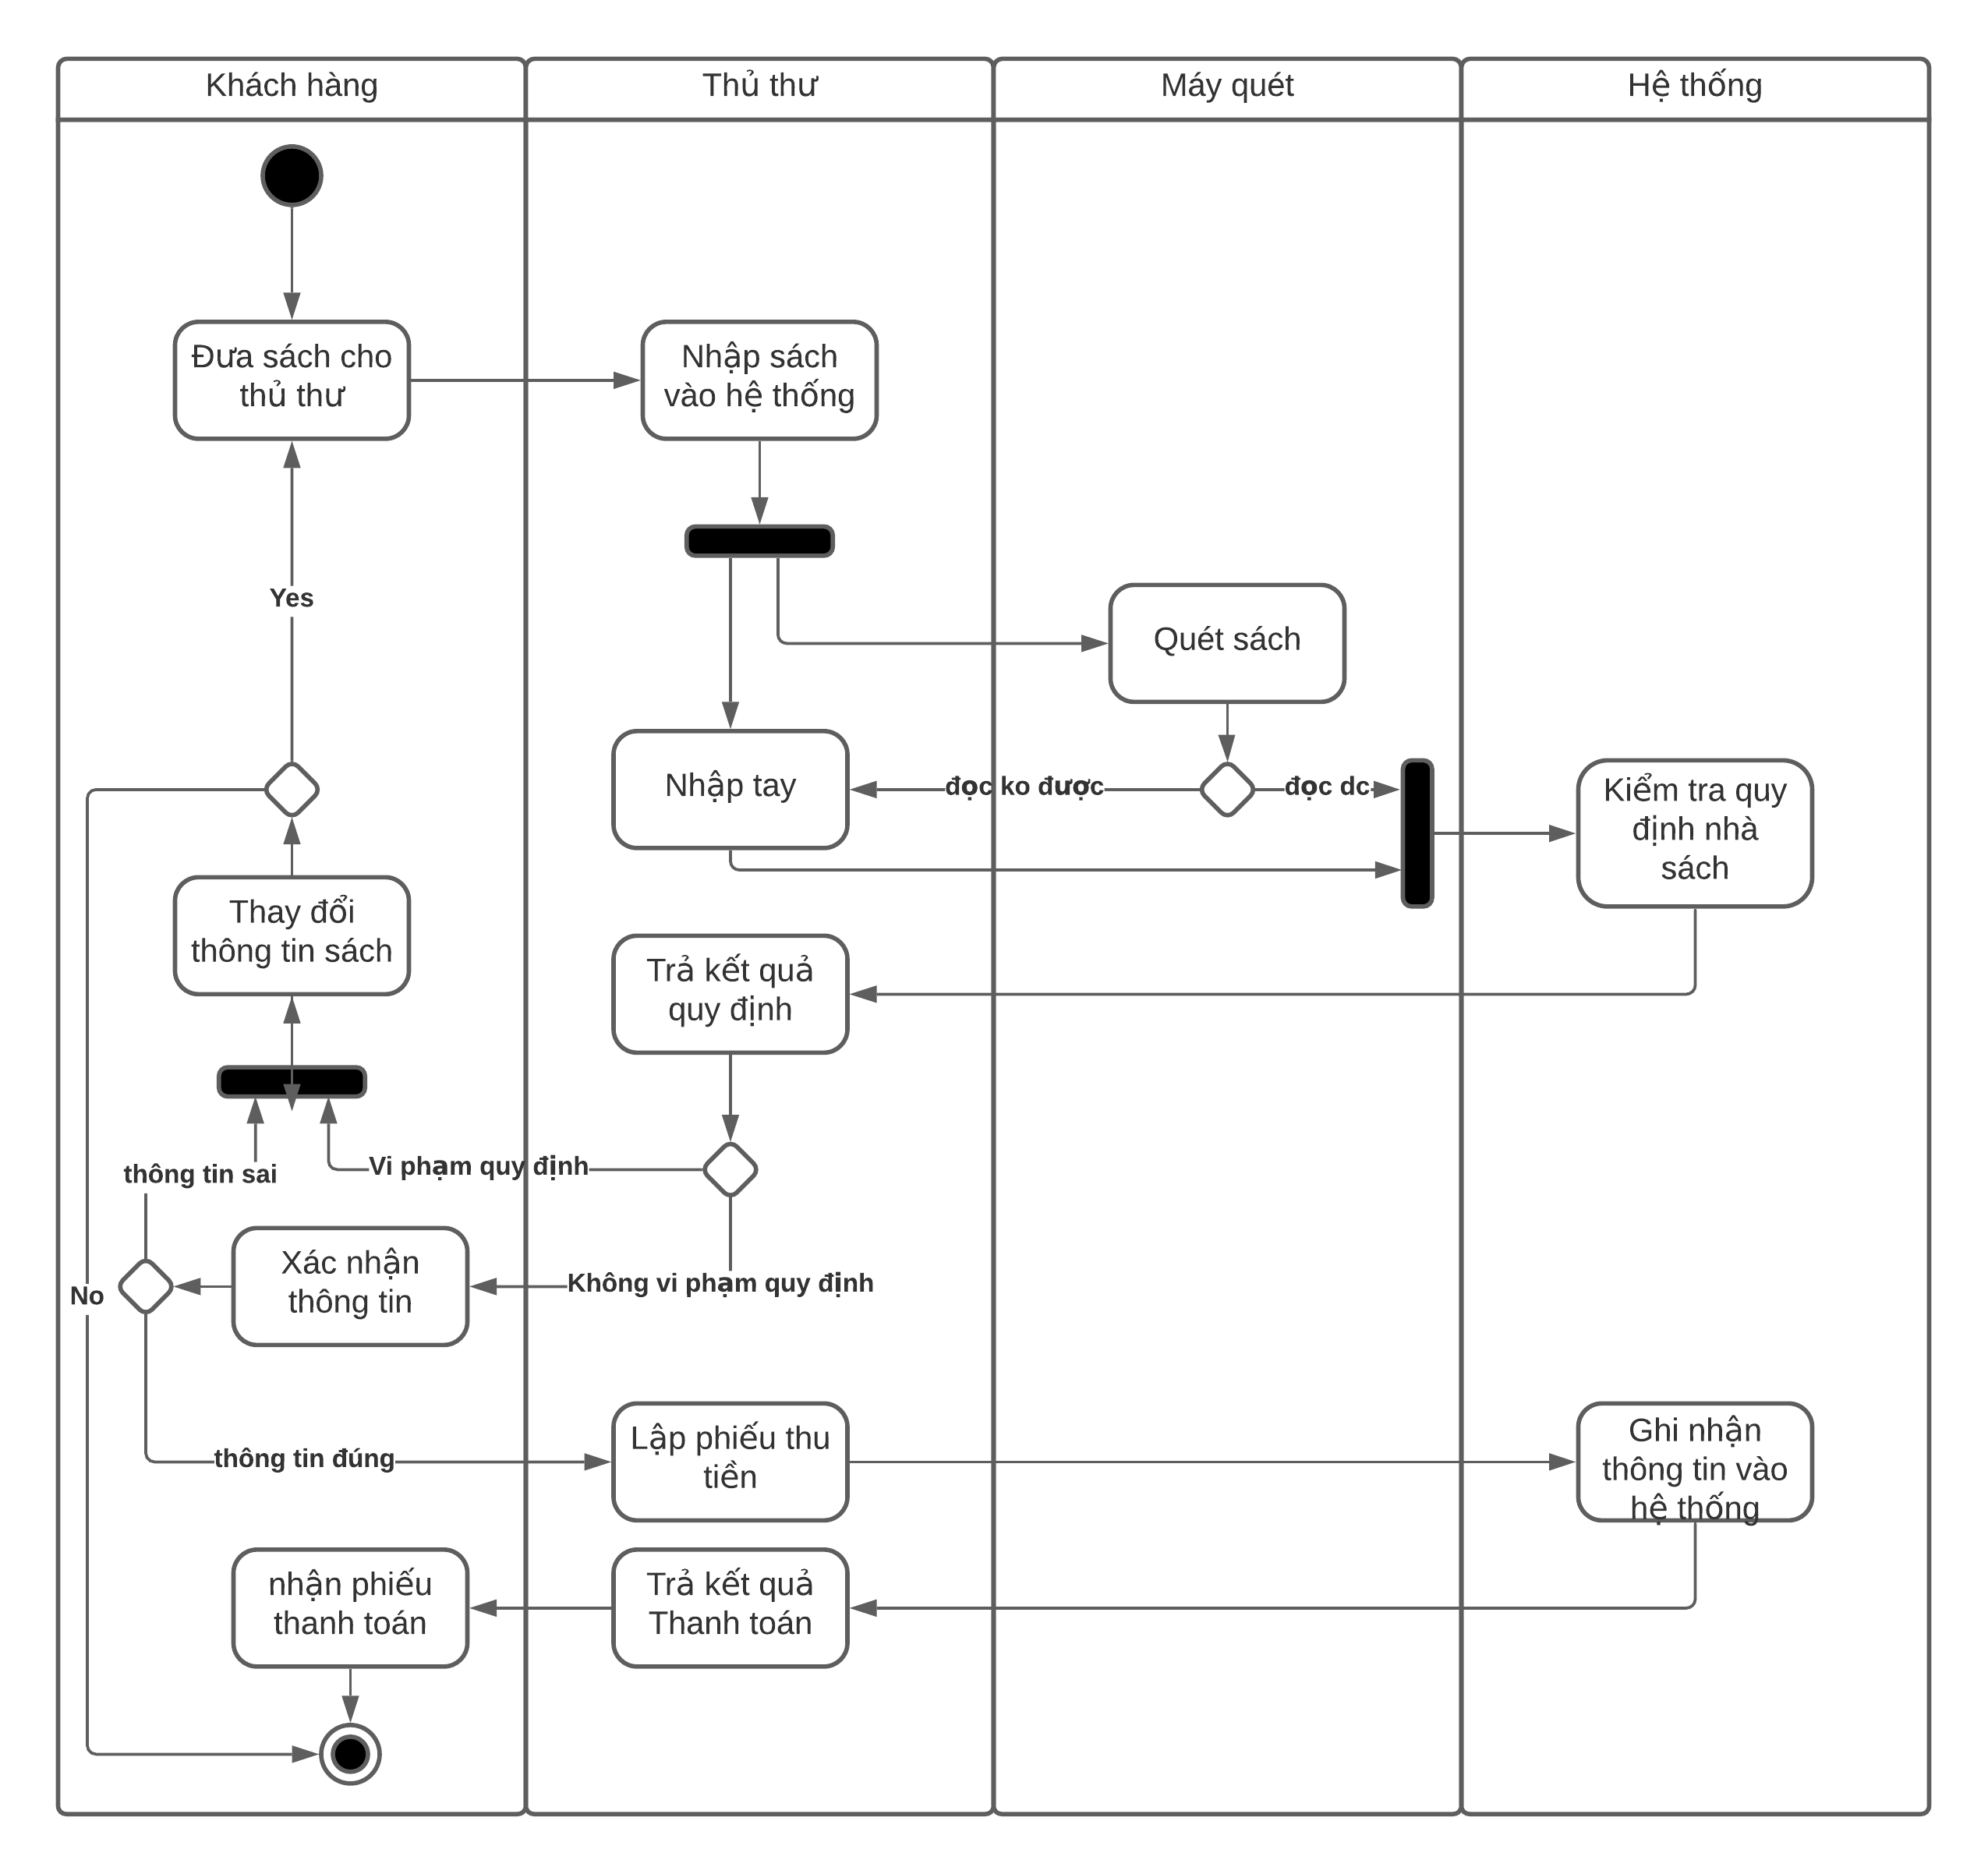 Khách hàng
Thủ thư
Máy quét
Hệ thống
Đưa sách cho
thủ thư
Nhập sách
vào hệ thống
Yes
Quét sách
Nhập tay
đọc ko được
đọc dc
Kiểm tra quy
định nhà
sách
Thay đổi
thông tin sách
Trả kết quả
quy định
thông tin sai
Vi phạm quy định
Xác nhận
thông tin
Không vi phạm quy định
No
thông tin đúng
Lập phiếu thu
tiền
Ghi nhận
thông tin vào
hệ thống
nhận phiếu
thanh toán
Trả kết quả
Thanh toán